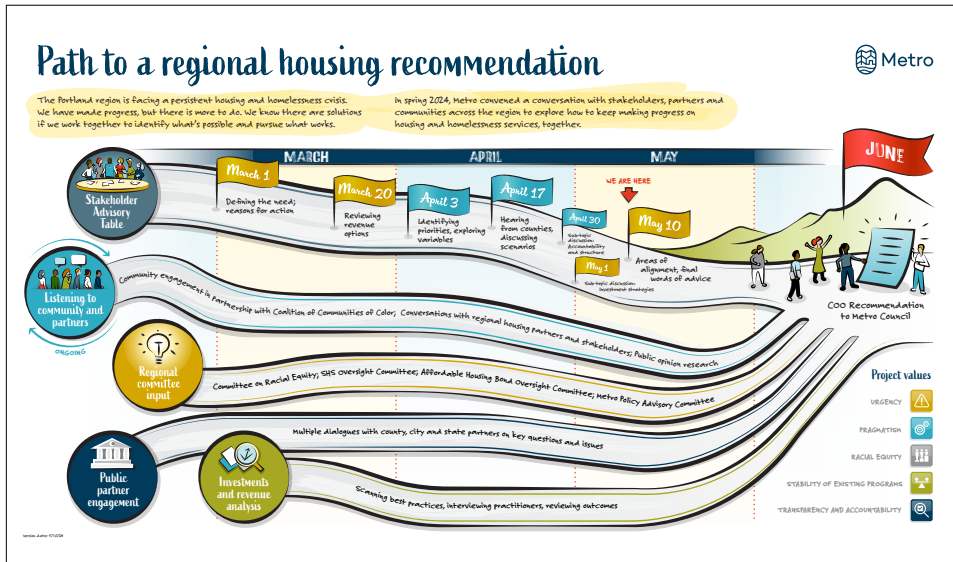 Path to a regional housing recommendation
Metro
The Portland region is facing a persistent housing and homelessness crisis.
We have made progress, but there is more to do. We know there are solutions
if we work together to identify what's possible and pursue what works.
In spring 2024, Metro convened a conversation with stakeholders, partners and
communities across the region to explore how to keep making progress on
housing and homelessness services, together.
MARCH
APRIL
MAY
JUNE
Stakeholder
Advisory
Table
March 1
Defining the need;
reasons for action
March 20
Reviewing
revenue
options
April 3
Identifying
priorities, exploring
variables
April 17
Hearing
from counties,
discussing
scenarios
April 30
Sub-topic
discussion:
Accountability
and structure
May 1
Sub-topic discussion:
Investment strategies
WE ARE HERE
May 10
Areas of
alignment, final
words of advice
COO Recommendation
to Metro Council
Listening to
community and
partners
ONGOING
Community engagement in Partnership with Coalition of Communities of Color; Conversations with regional housing partners and stakeholders; Public opinion research
Regional
committee
input
Committee on Racial Equity; SHS Oversight Committee; Affordable Housing Bond Oversight Committee; Metro Policy Advisory Committee
Public
partner
engagement
Multiple dialogues with county, city and state partners on key questions and issues
Investments
and revenue
analysis
Scanning best practices, interviewing practitioners, reviewing outcomes
Project values
URGENCY
PRAGMATISM
RACIAL EQUITY
STABILITY OF EXISTING PROGRAMS
TRANSPARENCY AND ACCOUNTABILITY